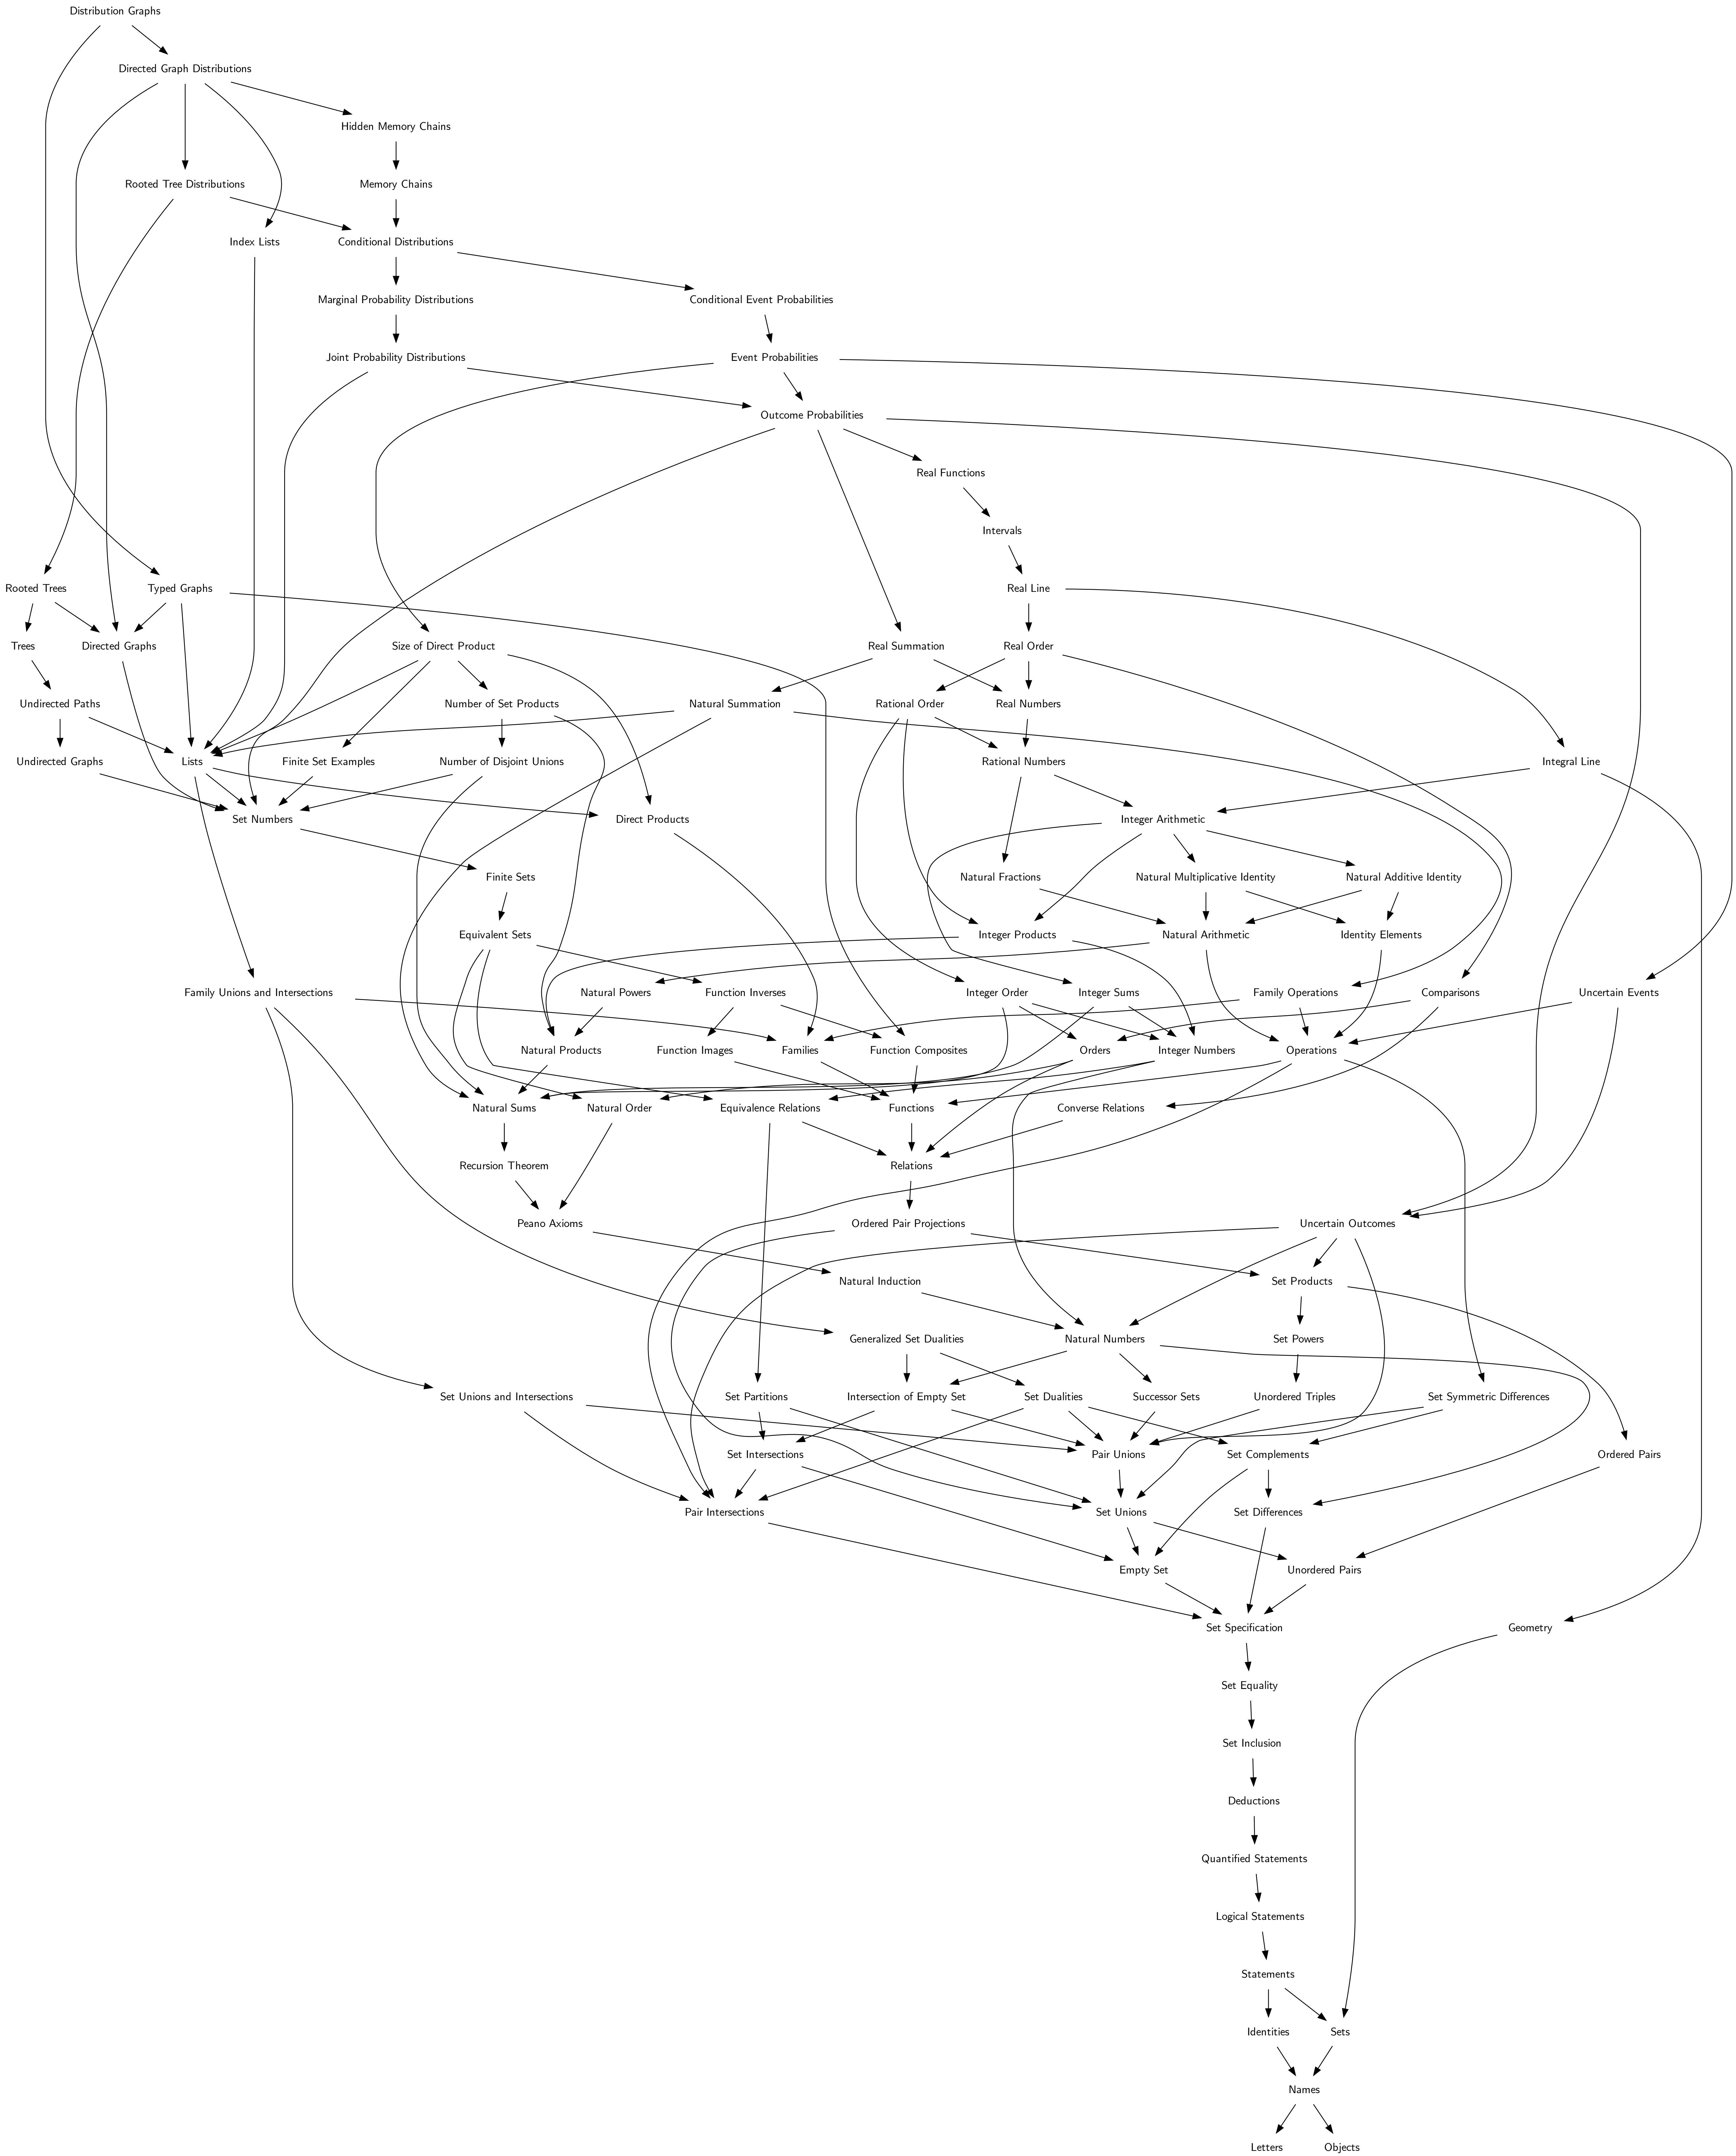 Distribution Graphs
Directed Graph Distributions
Hidden Memory Chains
Rooted Tree Distributions
Memory Chains
Index Lists
Conditional Distributions
Marginal Probability Distributions
Conditional Event Probabilities
Joint Probability Distributions
Event Probabilities
Outcome Probabilities
Real Functions
Intervals
Rooted Trees
Typed Graphs
Real Line
Trees
Directed Graphs
Size of Direct Product
Real Summation
Real Order
Undirected Paths
Number of Set Products
Natural Summation
Rational Order
Real Numbers
Undirected Graphs
Lists
Finite Set Examples
Number of Disjoint Unions
Rational Numbers
Integral Line
Set Numbers
Direct Products
Integer Arithmetic
Finite Sets
Natural Fractions
Natural Multiplicative Identity
Natural Additive Identity
Equivalent Sets
Integer Products
Natural Arithmetic
Identity Elements
Family Unions and Intersections
Natural Powers
Function Inverses
Integer Order
Integer Sums
Family Operations
Comparisons
Uncertain Events
Natural Products
Function Images
Families
Function Composites
Orders
Integer Numbers
Operations
Natural Sums
Natural Order
Equivalence Relations
Functions
Converse Relations
Recursion Theorem
Relations
Peano Axioms
Ordered Pair Projections
Uncertain Outcomes
Natural Induction
Set Products
Generalized Set Dualities
Natural Numbers
Set Powers
Set Unions and Intersections
Set Partitions
Intersection of Empty Set
Set Dualities
Successor Sets
Unordered Triples
Set Symmetric Differences
Set Intersections
Pair Unions
Set Complements
Ordered Pairs
Pair Intersections
Set Unions
Set Differences
Empty Set
Unordered Pairs
Set Specification
Geometry
Set Equality
Set Inclusion
Deductions
Quantified Statements
Logical Statements
Statements
Identities
Sets
Names
Letters
Objects